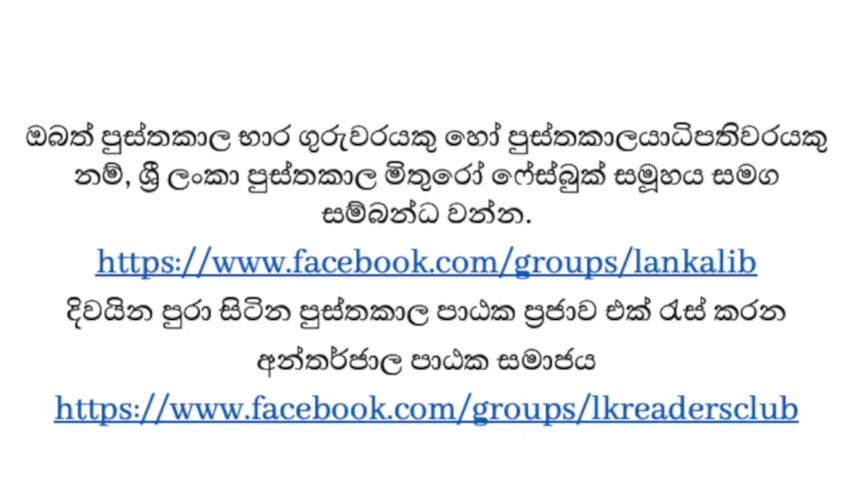 ඔබත් පුස්තකාල භාර ගුරුවරයකු හෝ පුස්තකාලයාධිපතිවරයකු
නම්, ශ්‍රී ලංකා පුස්තකාල මිතුරෝ ෆේස්බුක් සමූහය සමග
සම්බන්ධ වන්න.
https://www.facebook.com/groups/lankalib
දිවයින පුරා සිටින පුස්තකාල පාඨක ප්‍රජාව එක් රැස් කරන
අන්තර්ජාල පාඨක සමාජය
https://www.facebook.com/groups/lkreadersclub